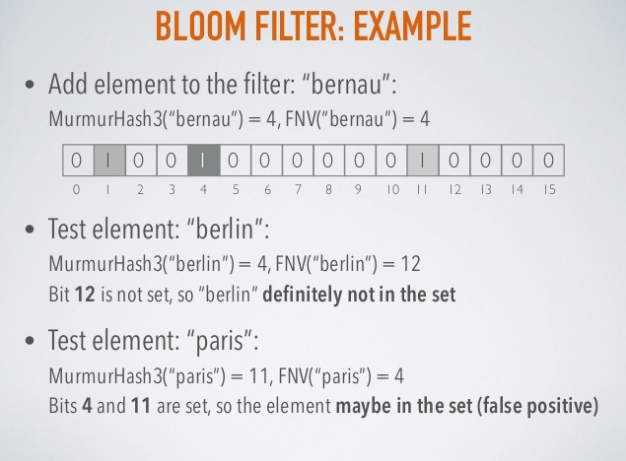 BLOOM FILTER: EXAMPLE
• Add element to the filter: “bernau”:
MurmurHash3(“bernau”) = 4, FNV(“bernau”) = 4
0 1 0 0 1 0 0 0 0 0 0 1 0 0 0 0
0 1 2 3 4 5 6 7 8 9 10 11 12 13 14 15
• Test element: “berlin”:
MurmurHash3(“berlin”) = 4, FNV(“berlin”) = 12
Bit 12 is not set, so “berlin” definitely not in the set
• Test element: “paris”:
MurmurHash3(“paris”) = 11, FNV(“paris”) = 4
Bits 4 and 11 are set, so the element maybe in the set (false positive)